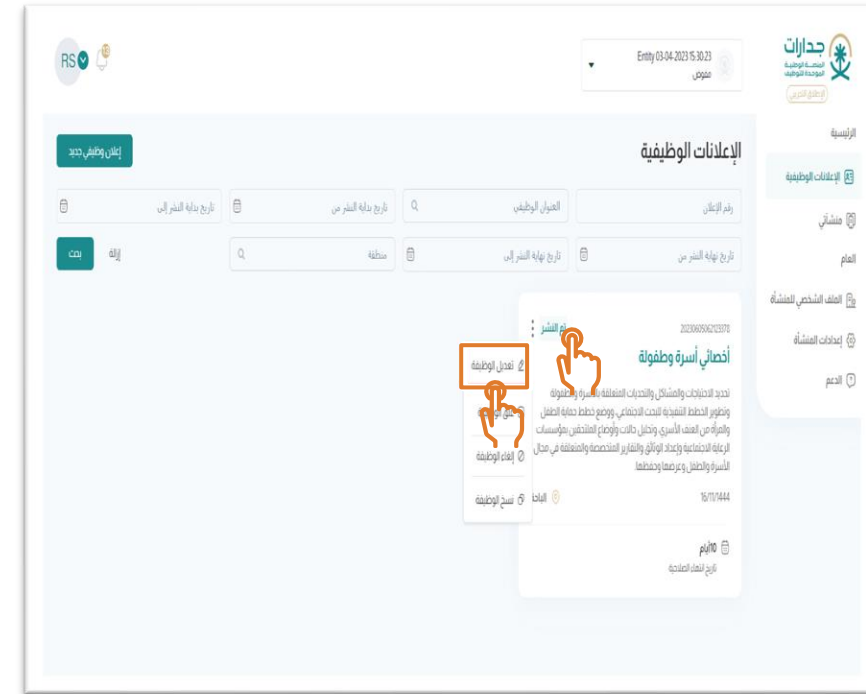 جدارات
المنصة الوطنية
الموحدة للتوظيف
Entity 03-04-2023 15:30:23
مفوض
RS
الرئيسية
الإعلانات الوظيفية
منشأتي
العام
الملف الشخصي للمنشأة
إعدادات المنشأة
الدعم
الإعلانات الوظيفية
إعلان وظيفي جديد
رقم الإعلان
العنوان الوظيفي
تاريخ بداية النشر من
تاريخ بداية النشر إلى
تاريخ نهاية النشر من
تاريخ نهاية النشر إلى
منطقة
إزالة
بحث
تم النشر
أخصائي أسرة وطفولة
تحديد الاحتياجات والمشاكل والتحديات المتعلقة بالأسرة والطفولة
وتطوير الخطط التنفيذية للبحث الاجتماعي، ووضع خطط حماية الطفل
والمرأة من العنف الأسري، وتحليل حالات وأوضاع الملتحقين بمؤسسات
الرعاية الاجتماعية وإعداد الوثائق والتقارير المتخصصة والمتعلقة في مجال
الأسرة والطفل وعرضها وحفظها.
16/11/1444
10أيام
تاريخ انتهاء الصلاحية
تعديل الوظيفة
إلغاء الوظيفة
نسخ الوظيفة